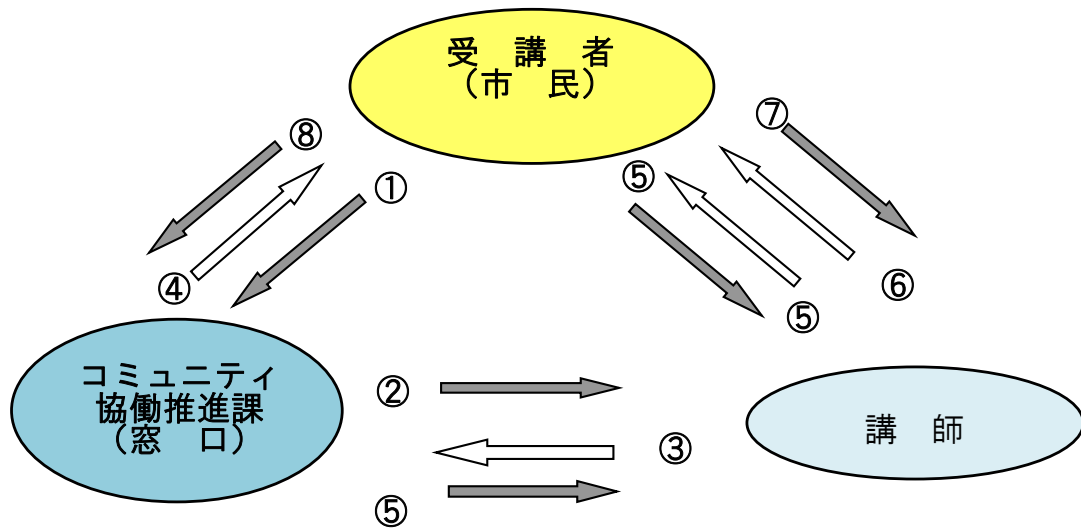 受　講　者
（市　民）
⑧
①
⑦
⑤
④
⑥
⑤
コミュニティ
協働推進課
（窓　口）
②
③
⑤
講　師